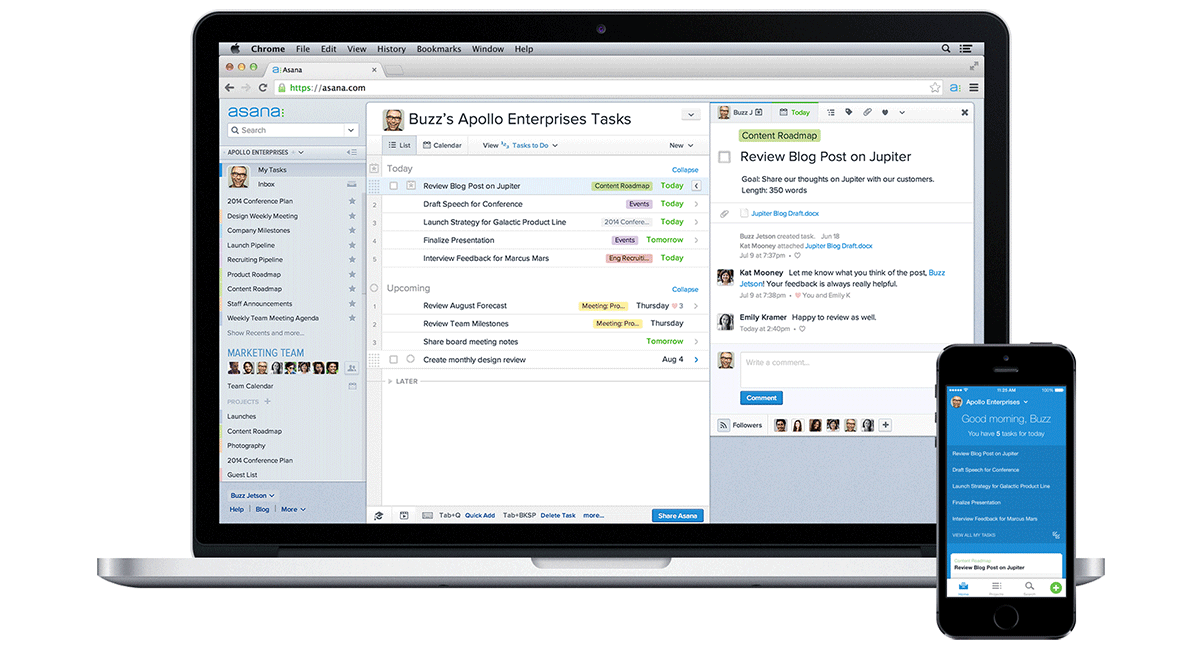 Chrome File Edit View History Bookmarks Window Help
a: Asana
https://asana.com
asana
Search
APOLLO ENTERPRISES
My Tasks
Inbox
2014 Conference Plan
Design Weekly Meeting
Company Milestones
Launch Pipeline
Recruiting Pipeline
Product Roadmap
Content Roadmap
Staff Announcements
Weekly Team Meeting Agenda
Show Recents and more...
MARKETING TEAM
Team Calendar
PROJECTS
Launches
Content Roadmap
Photography
2014 Conference Plan
Guest List
Buzz Jetson
Help Blog More
Buzz's Apollo Enterprises Tasks
List Calendar View Tasks to Do New
Today Collapse
Review Blog Post on Jupiter Content Roadmap Today
2 Draft Speech for Conference Events Today
3 Launch Strategy for Galactic Product Line 2014 Confere... Today
4 Finalize Presentation Events Tomorrow
5 Interview Feedback for Marcus Mars Eng Recruiti... Today
Upcoming Collapse
1 Review August Forecast Meeting: Pro... Thursday 3
2 Review Team Milestones Meeting: Pro... Thursday
3 Share board meeting notes Tomorrow
Create monthly design review Aug 4
LATER
Tab+Q Quick Add Tab+BKSP Delete Task more...
Share Asana
Buzz J Today
Content Roadmap
Review Blog Post on Jupiter
Goal: Share our thoughts on Jupiter with our customers.
Length: 350 words
Jupiter Blog Draft.docx
Buzz Jetson created task. Jun 18
Kat Mooney attached Jupiter Blog Draft.docx
Jul 9 at 7:37pm •
Kat Mooney Let me know what you think of the post, Buzz
Jetson! Your feedback is always really helpful.
Jul 9 at 7:38pm • You and Emily K
Emily Kramer Happy to review as well.
Today at 2:40pm •
Write a comment...
Comment
Followers
11:25 AM 100%
Apollo Enterprises
Good morning, Buzz
You have 5 tasks for today
Review Blog Post on Jupiter
Draft Speech for Conference
Launch Strategy for Galactic Product Line
Finalize Presentation
Interview Feedback for Marcus Mars
VIEW ALL MY TASKS
Content Roadmap
Review Blog Post on Jupiter
Home Projects Search